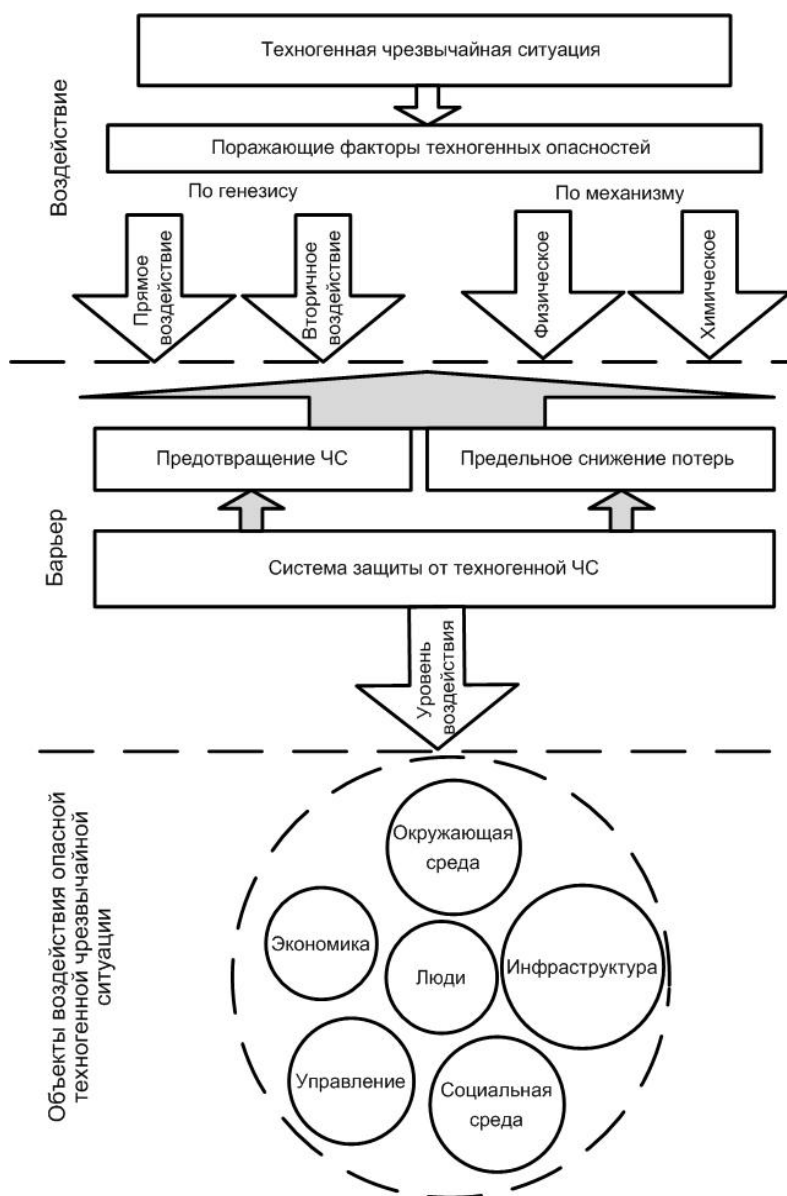 Воздействие
Техногенная чрезвычайная ситуация
Поражающие факторы техногенных опасностей
По генезису
По механизму
Прямое
воздействие
Вторичное
воздействие
Физическое
Химическое
Барьер
Предотвращение ЧС
Предельное снижение потерь
Система защиты от техногенной ЧС
Уровень
воздействия
Объекты воздействия опасной
техногенной чрезвычайной
ситуации
Окружающая
среда
Экономика
Люди
Инфраструктура
Управление
Социальная
среда